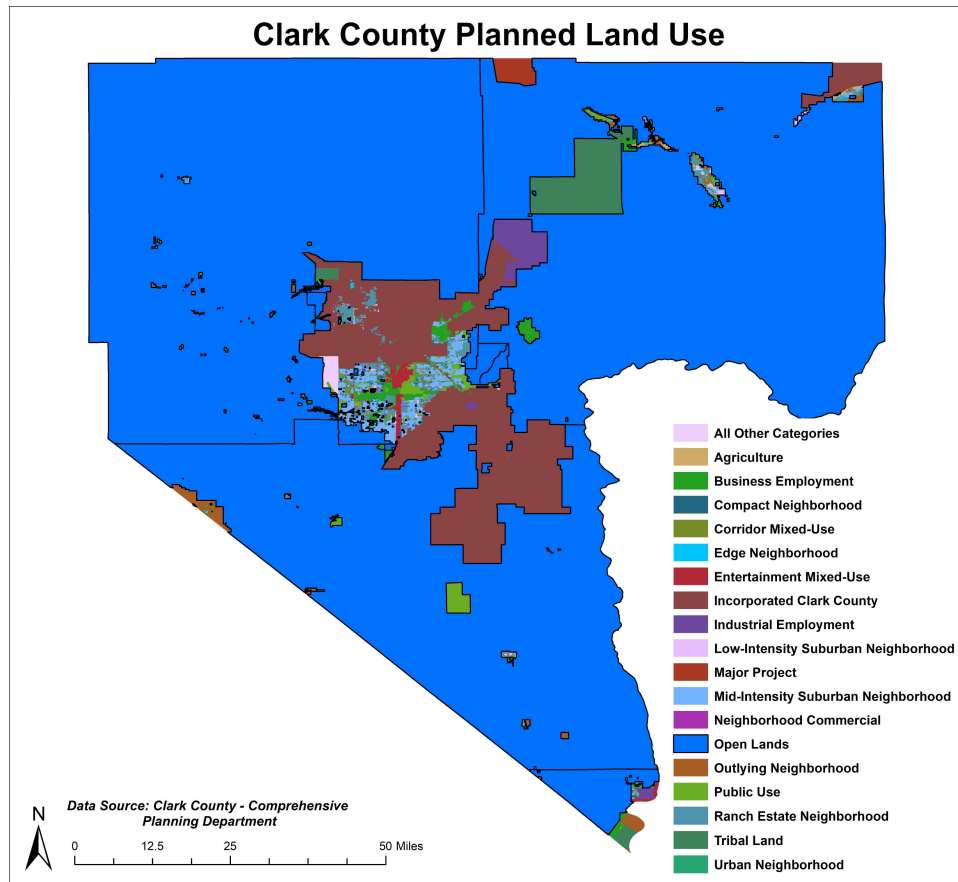 Clark County Planned Land Use
All Other Categories
Agriculture
Business Employment
Compact Neighborhood
Corridor Mixed-Use
Edge Neighborhood
Entertainment Mixed-Use
Incorporated Clark County
Industrial Employment
Low-Intensity Suburban Neighborhood
Major Project
Mid-Intensity Suburban Neighborhood
Neighborhood Commercial
Open Lands
Outlying Neighborhood
Public Use
Ranch Estate Neighborhood
Tribal Land
Urban Neighborhood
N
Data Source: Clark County - Comprehensive
Planning Department
0 12.5 25 50 Miles